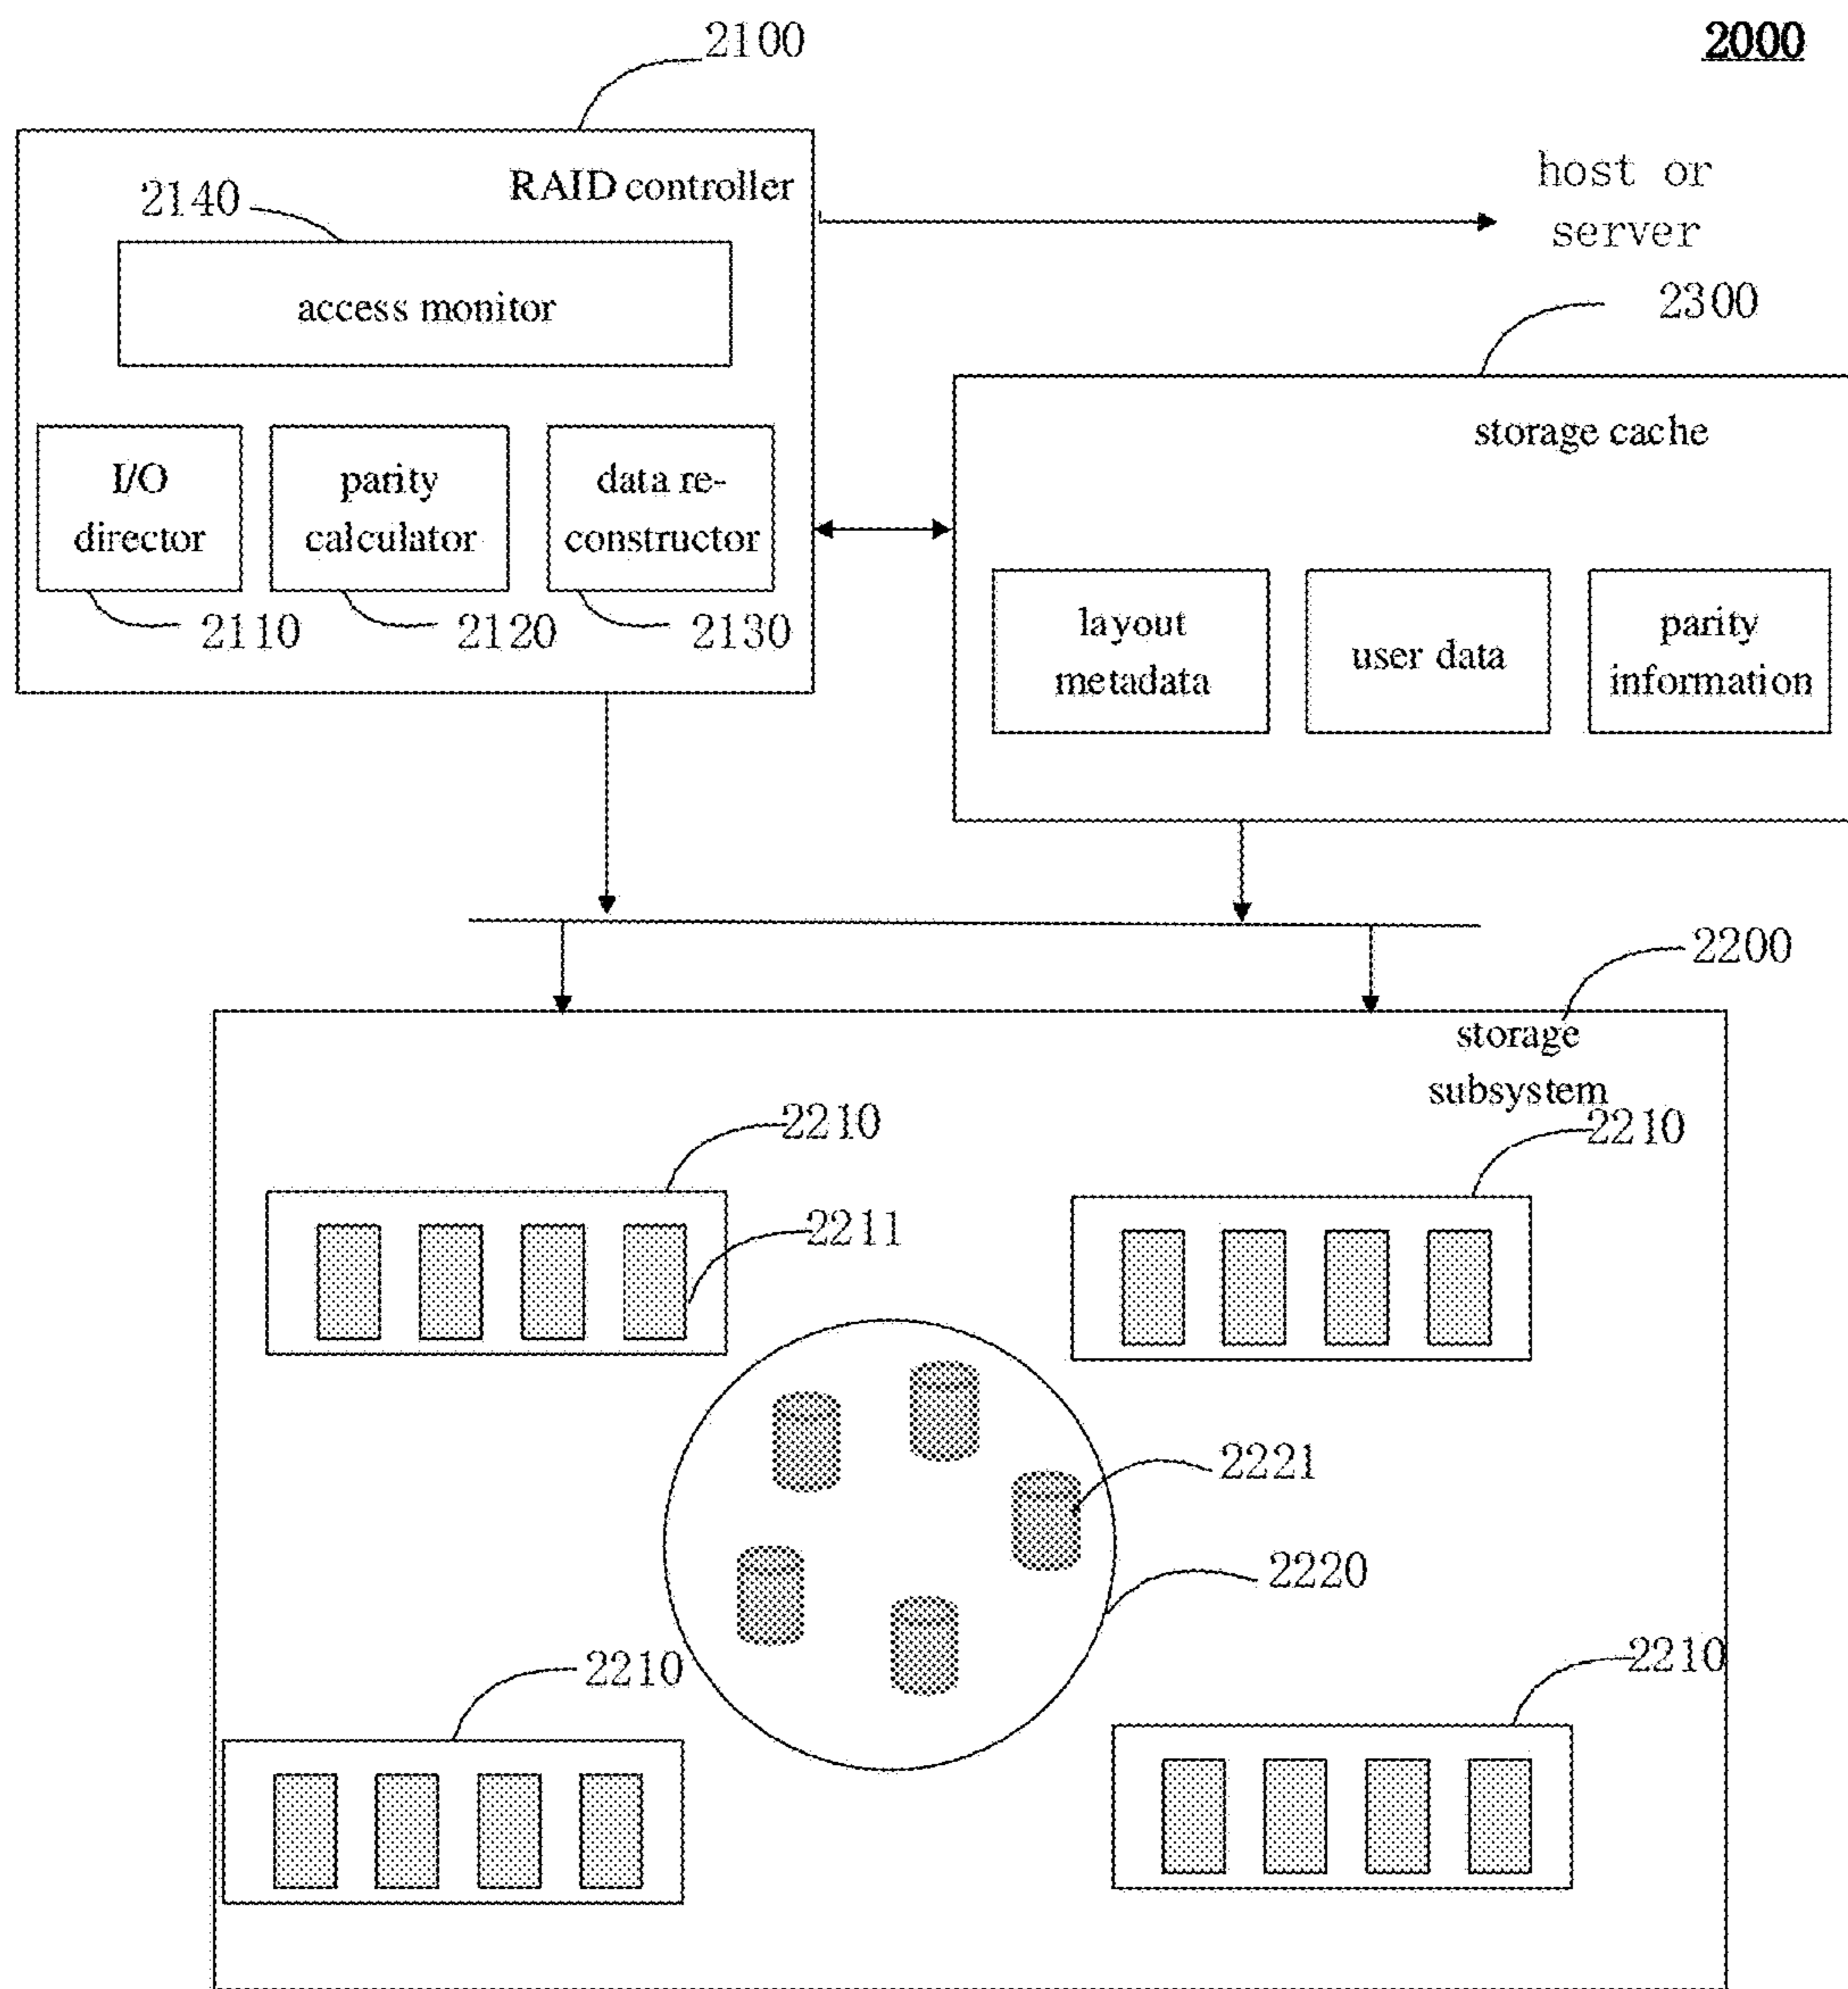 2000
2100
RAID controller
2140
access monitor
I/O
director
parity
calculator
data re-
constructor
2110
2120
2130
host or
server
2300
storage cache
layout
metadata
user data
parity
information
2200
storage
subsystem
2210
2210
2211
2221
2220
2210
2210